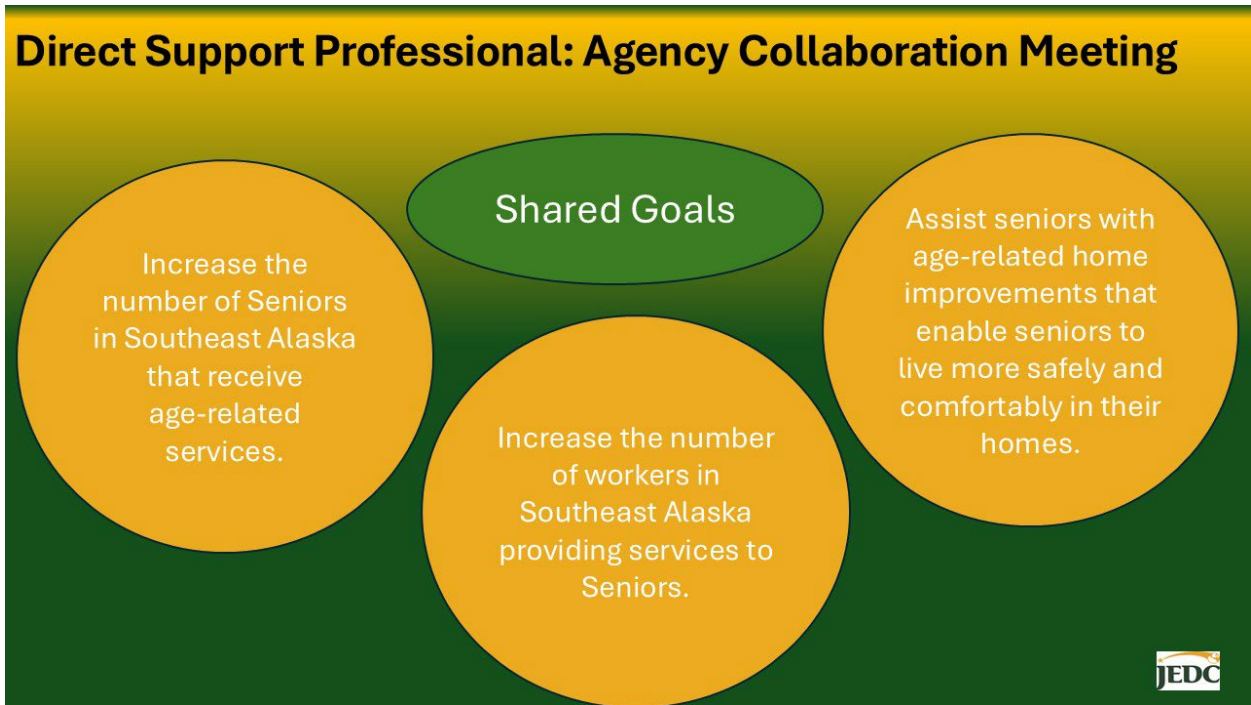 Direct Support Professional: Agency Collaboration Meeting
Shared Goals
Increase the
number of Seniors
in Southeast Alaska
that receive
age-related
services.
Increase the number
of workers in
Southeast Alaska
providing services to
Seniors.
Assist seniors with
age-related home
improvements that
enable seniors to
live more safely and
comfortably in their
homes.
JEDC